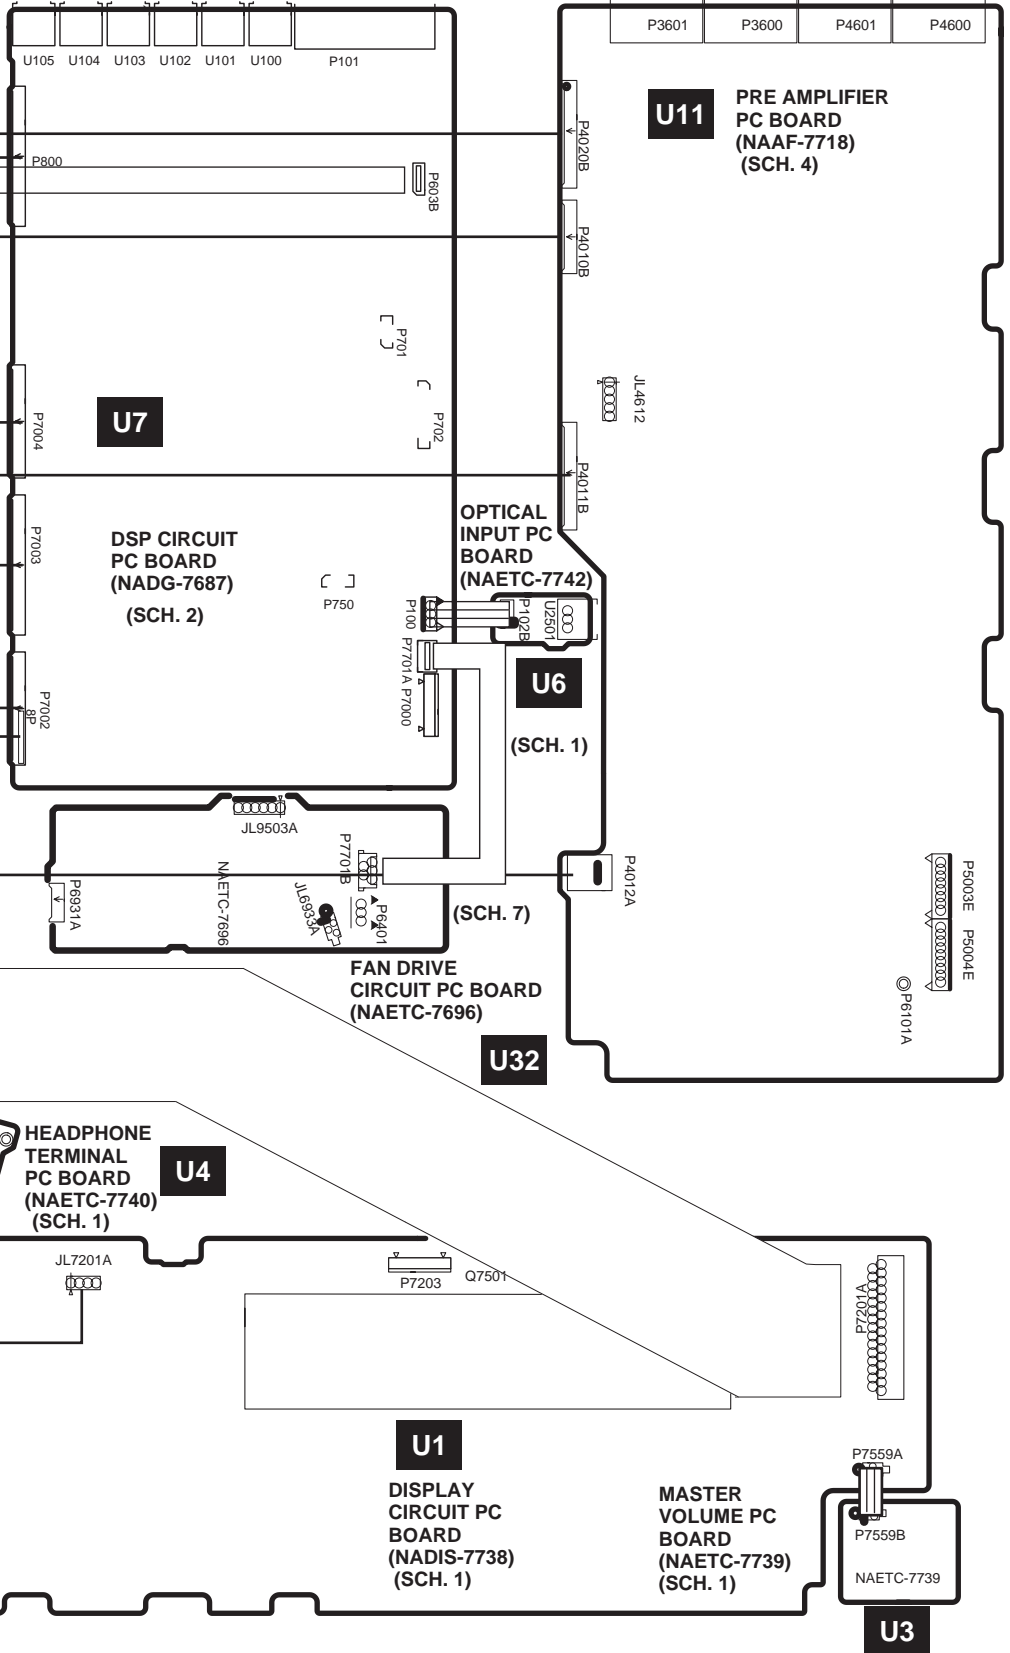 U105
U104
U103
U102
U101
U100
P101
P3601
P3600
P4601
P4600
U11
PRE AMPLIFIER
PC BOARD
(NAAF-7718)
(SCH. 4)
P4020B
P800
P603B
P4010B
P701
JL4612
P702
P7004
U7
P4011B
DSP CIRCUIT
PC BOARD
(NADG-7687)
(SCH. 2)
P7003
OPTICAL
INPUT PC
BOARD
(NAETC-7742)
P750
P100
P102B
U2501
P7701A
P7000
U6
(SCH. 1)
P7002
8P
JL9503A
P7701B
NAETC-7696
P6931A
JL6933A
P6401
(SCH. 7)
P4012A
P5003E
P5004E
P6101A
FAN DRIVE
CIRCUIT PC BOARD
(NAETC-7696)
U32
HEADPHONE
TERMINAL
PC BOARD
(NAETC-7740)
(SCH. 1)
U4
JL7201A
P7203
Q7501
P7201A
U1
DISPLAY
CIRCUIT PC
BOARD
(NADIS-7738)
(SCH. 1)
MASTER
VOLUME PC
BOARD
(NAETC-7739)
(SCH. 1)
P7559A
P7559B
NAETC-7739
U3